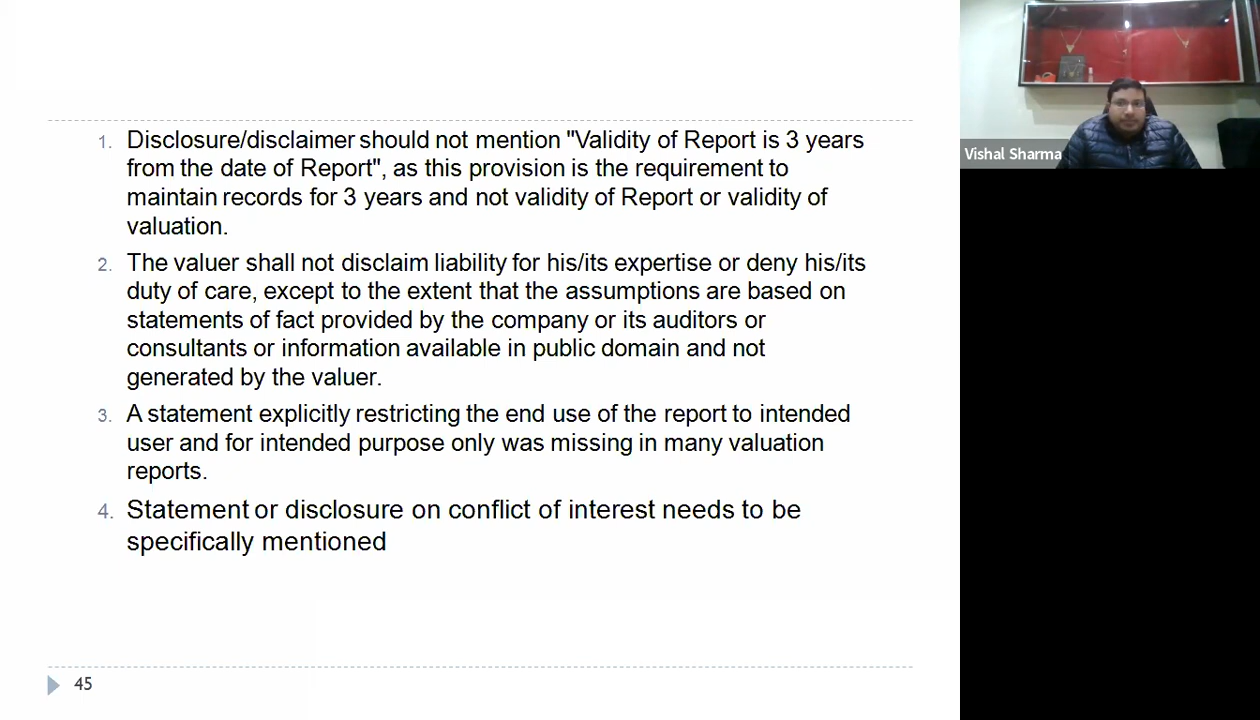 1. Disclosure/disclaimer should not mention "Validity of Report is 3 years
from the date of Report", as this provision is the requirement to
maintain records for 3 years and not validity of Report or validity of
valuation.
2. The valuer shall not disclaim liability for his/its expertise or deny his/its
duty of care, except to the extent that the assumptions are based on
statements of fact provided by the company or its auditors or
consultants or information available in public domain and not
generated by the valuer.
3. A statement explicitly restricting the end use of the report to intended
user and for intended purpose only was missing in many valuation
reports.
4. Statement or disclosure on conflict of interest needs to be
specifically mentioned
45
Vishal Sharma